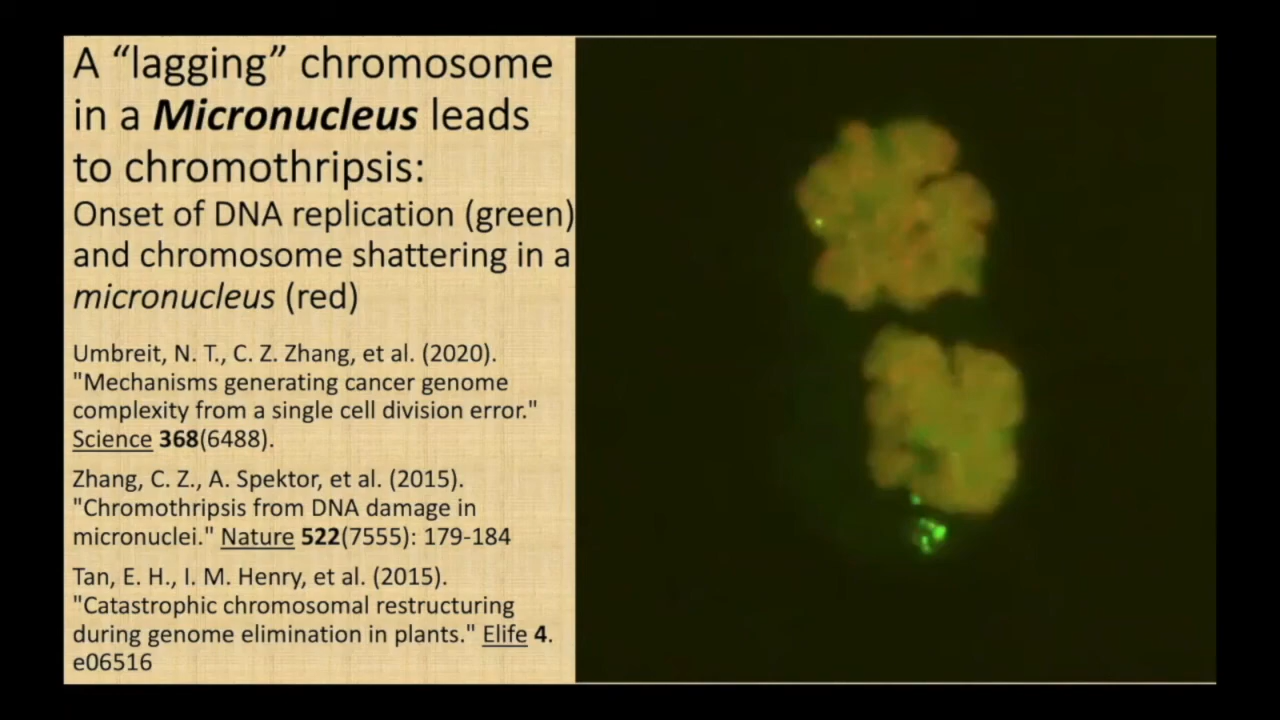 A “lagging” chromosome
in a Micronucleus leads
to chromothripsis:
Onset of DNA replication (green)
and chromosome shattering in a
micronucleus (red)
Umbreit, N. T., C. Z. Zhang, et al. (2020).
"Mechanisms generating cancer genome
complexity from a single cell division error."
Science 368(6488).
Zhang, C. Z., A. Spektor, et al. (2015).
"Chromothripsis from DNA damage in
micronuclei." Nature 522(7555): 179-184
Tan, E. H., I. M. Henry, et al. (2015).
"Catastrophic chromosomal restructuring
during genome elimination in plants." Elife 4.
e06516